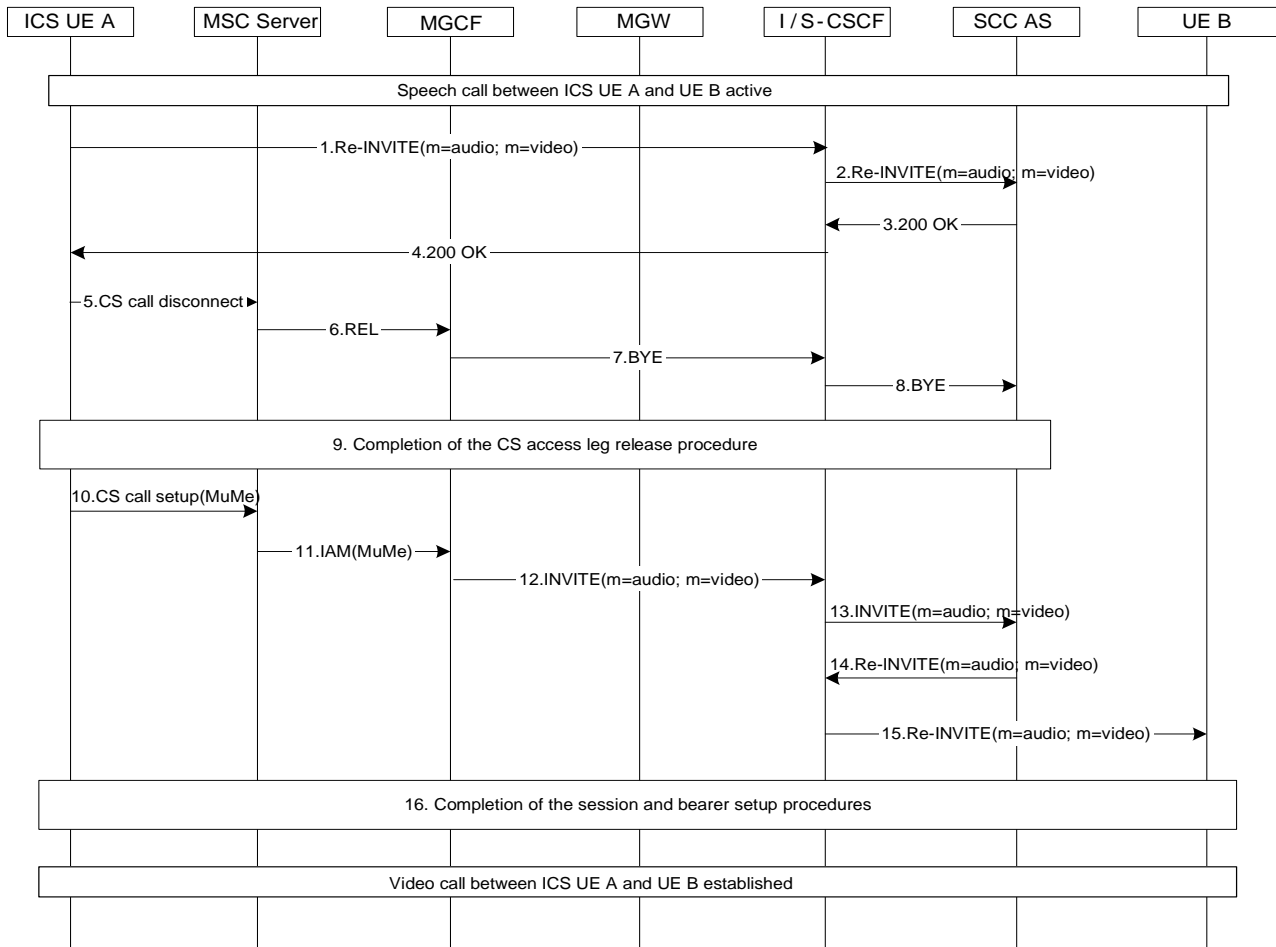 ICS UE A
MSC Server
MGCF
MGW
I / S-CSCF
SCC AS
UE B
Speech call between ICS UE A and UE B active
1.Re-INVITE(m=audio; m=video)
2.Re-INVITE(m=audio; m=video)
3.200 OK
4.200 OK
5.CS call disconnect
6.REL
7.BYE
8.BYE
9. Completion of the CS access leg release procedure
10.CS call setup(MuMe)
11.IAM(MuMe)
12.INVITE(m=audio; m=video)
13.INVITE(m=audio; m=video)
14.Re-INVITE(m=audio; m=video)
15.Re-INVITE(m=audio; m=video)
16. Completion of the session and bearer setup procedures
Video call between ICS UE A and UE B established